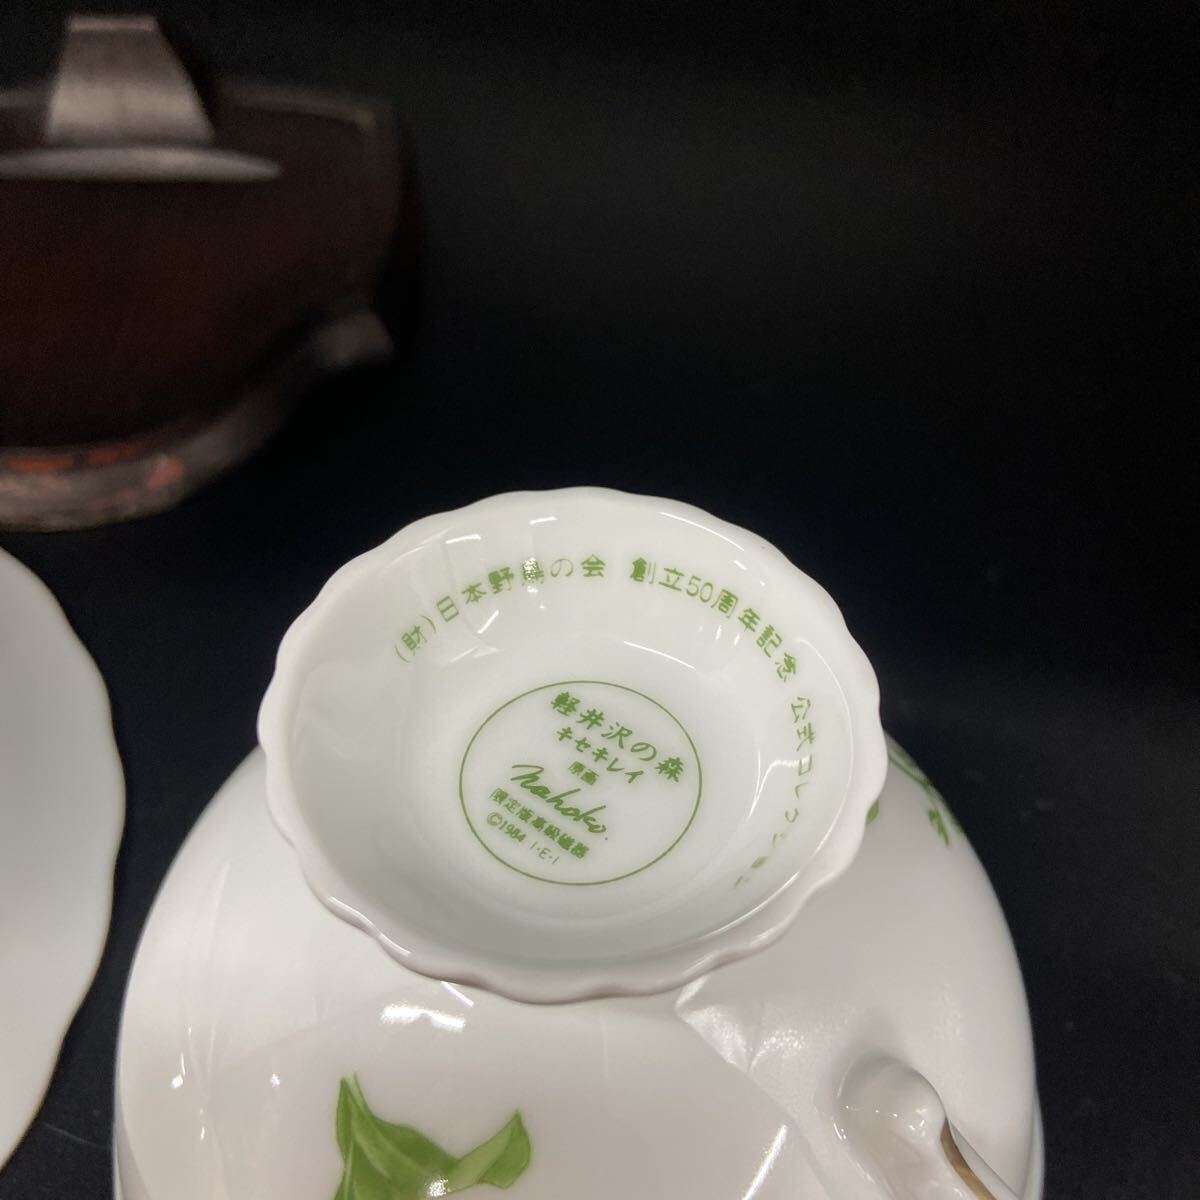 (財)日本野鳥の会 創立50周年記念 公式コレクション
軽井沢の森
キセキレイ
原画
nahoko.
限定版高級磁器
©1984 I・E・I